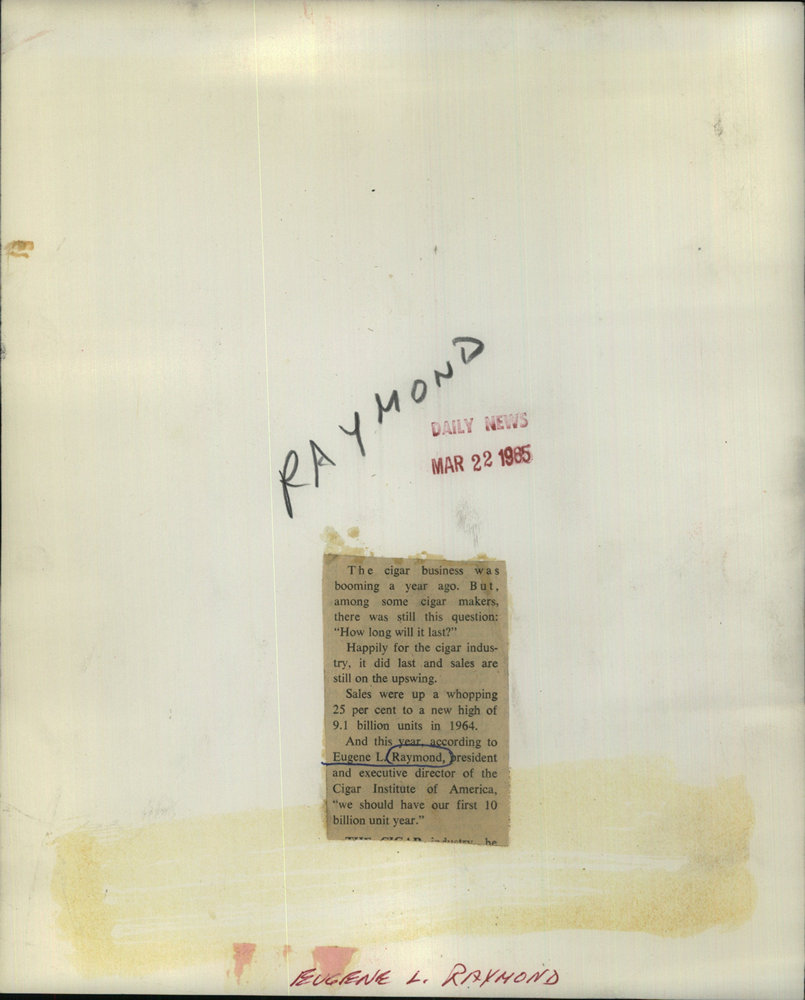 RAYMOND
DAILY NEWS
MAR 22 1965
The cigar business was
booming a year ago. But,
among some cigar makers,
there was still this question:
"How long will it last?"
Happily for the cigar indus-
try, it did last and sales are
still on the upswing.
Sales were up a whopping
25 per cent to a new high of
9.1 billion units in 1964.
And this year, according to
Eugene L. Raymond, president
and executive director of the
Cigar Institute of America,
"we should have our first 10
billion unit year."
THE CIGAR industry, he
EUGENE L. RAYMOND